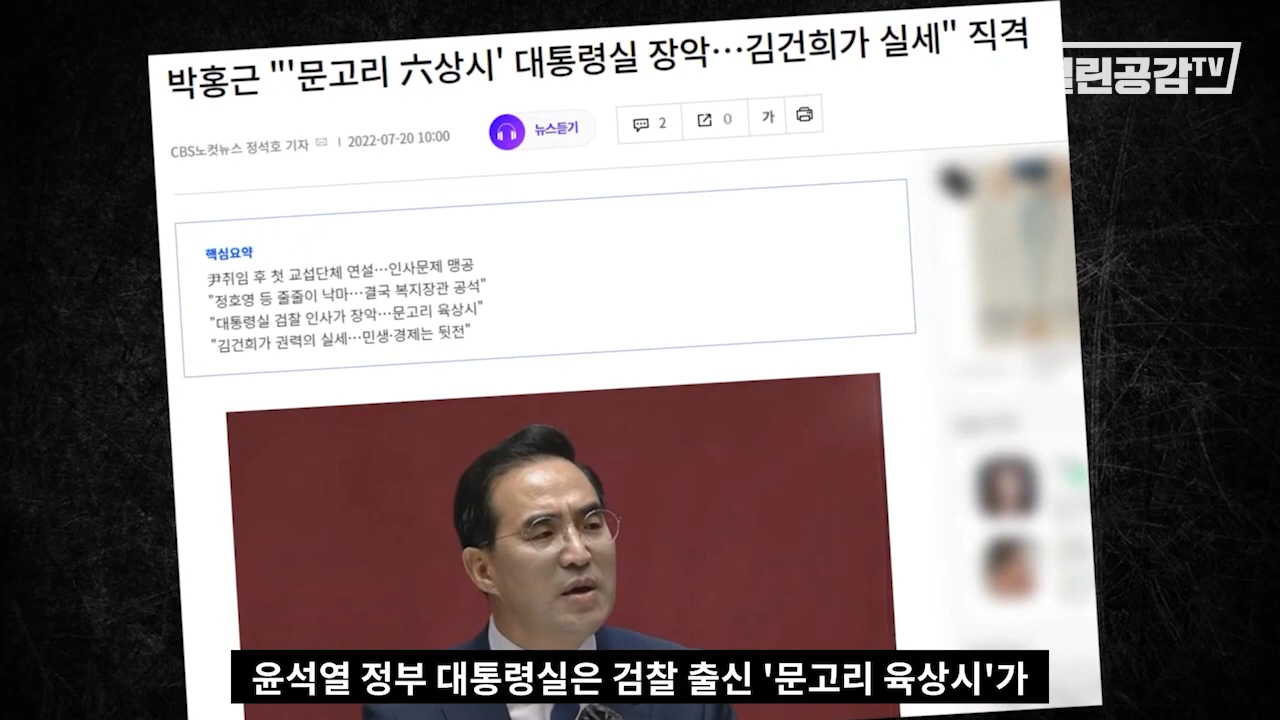 박홍근 "'문고리 六상시' 대통령실 장악…김건희가 실세" 직격
린공감TV
CBS노컷뉴스 정석호 기자 2022-07-20 10:00
뉴스듣기
2
0
가
핵심요약
尹취임 후 첫 교섭단체 연설…인사문제 맹공
"정호영 등 줄줄이 낙마…결국 복지장관 공석"
"대통령실 검찰 인사가 장악…문고리 육상시"
"김건희가 권력의 실세…민생·경제는 뒷전"
윤석열 정부 대통령실은 검찰 출신 '문고리 육상시'가